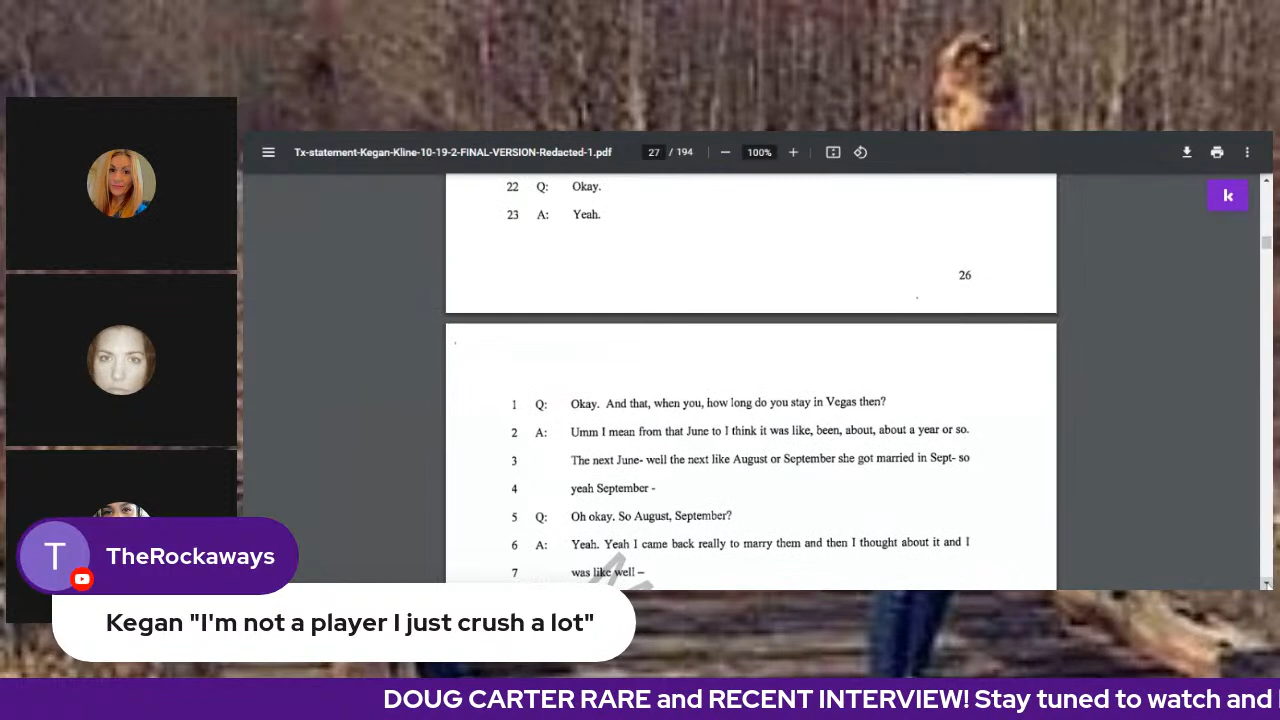 Tx-statement-Kegan-Kline-10-19-2-FINAL-VERSION-Redacted-1.pdf
27 / 194
100%
k
22 Q: Okay.
23 A: Yeah.
26
1 Q: Okay. And that, when you, how long do you stay in Vegas then?
2 A: Umm I mean from that June to I think it was like, been, about, about a year or so.
3 The next June- well the next like August or September she got married in Sept- so
4 yeah September -
5 Q: Oh okay. So August, September?
6 A: Yeah. Yeah I came back really to marry them and then I thought about it and I
7 was like well –
T
TheRockaways
Kegan "I'm not a player I just crush a lot"
DOUG CARTER RARE and RECENT INTERVIEW! Stay tuned to watch and